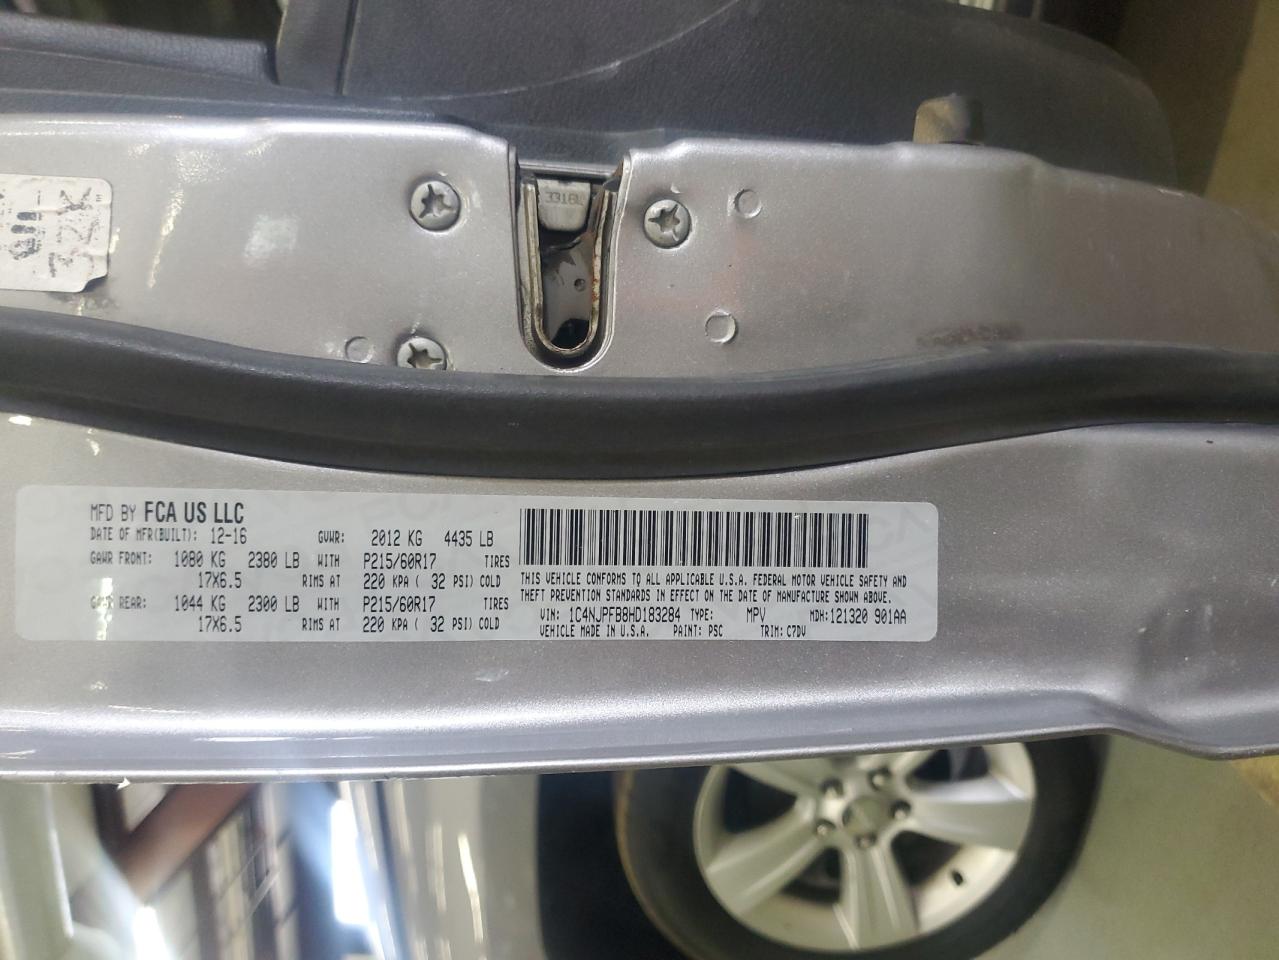 3318
MFD BY FCA US LLC
DATE OF MFR(BUILT): 12-16 GVWR: 2012 KG 4435 LB
GAWR FRONT: 1080 KG 2380 LB WITH P215/60R17 TIRES
17X6.5 RIMS AT 220 KPA ( 32 PSI) COLD
GAWR REAR: 1044 KG 2300 LB WITH P215/60R17 TIRES
17X6.5 RIMS AT 220 KPA ( 32 PSI) COLD
THIS VEHICLE CONFORMS TO ALL APPLICABLE U.S.A. FEDERAL MOTOR VEHICLE SAFETY AND
THEFT PREVENTION STANDARDS IN EFFECT ON THE DATE OF MANUFACTURE SHOWN ABOVE.
VIN: 1C4NJPFB8HD183284 TYPE: MPV MDH:121320 901AA
VEHICLE MADE IN U.S.A. PAINT: PSC TRIM: C7DV